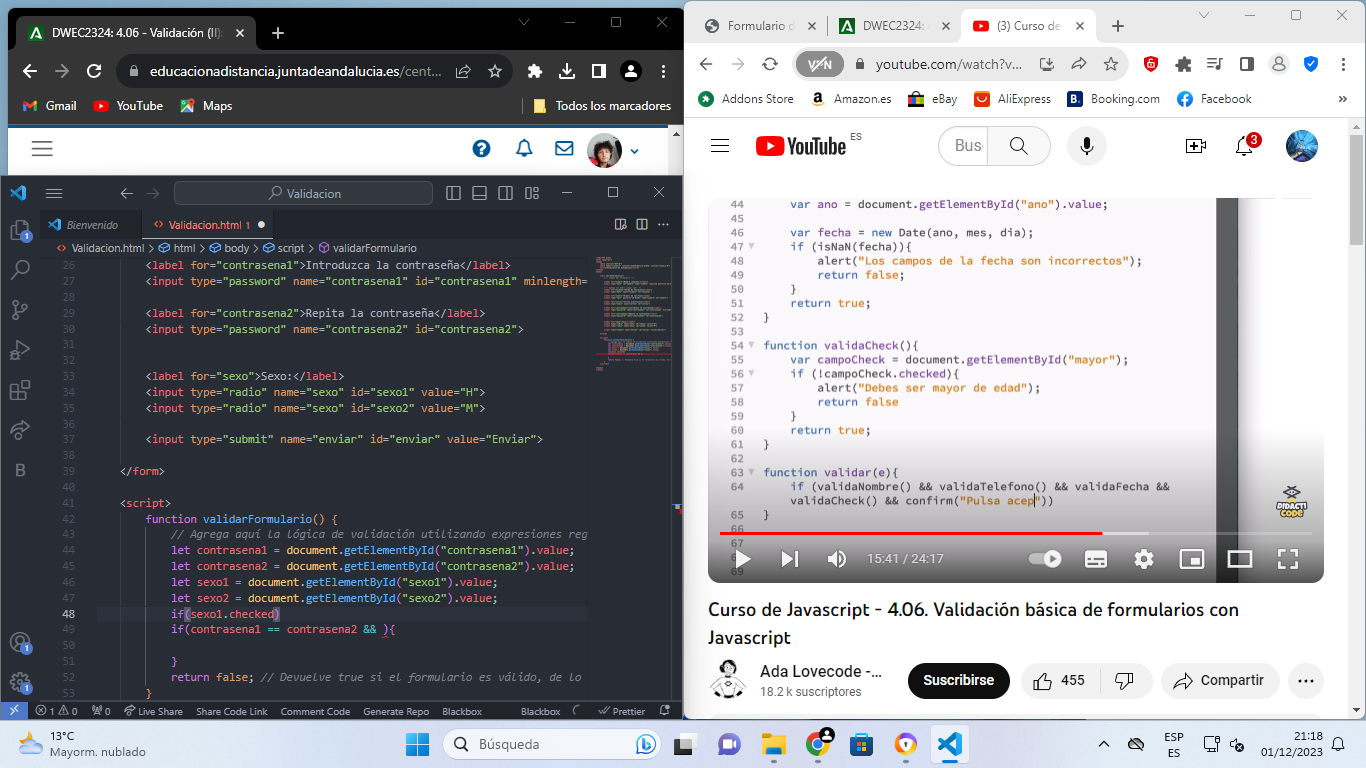 DWEC2324: 4.06 - Validación (II):
educacionadistancia.juntadeandalucia.es/cent...
Gmail
YouTube
Maps
Todos los marcadores
Validacion
Bienvenido
Validacion.html 1
Validacion.html > html > body > script > validarFormulario
26 <label for="contrasena1">Introduzca la contraseña</label>
27 <input type="password" name="contrasena1" id="contrasena1" minlength=
28
29 <label for="contrasena2">Repita la contraseña</label>
30 <input type="password" name="contrasena2" id="contrasena2">
31
32
33 <label for="sexo">Sexo:</label>
34 <input type="radio" name="sexo" id="sexo1" value="H">
35 <input type="radio" name="sexo" id="sexo2" value="M">
36
37 <input type="submit" name="enviar" id="enviar" value="Enviar">
38
39 </form>
40
41 <script>
42 function validarFormulario() {
43 // Agrega aquí la lógica de validación utilizando expresiones reg
44 let contrasena1 = document.getElementById("contrasena1").value;
45 let contrasena2 = document.getElementById("contrasena2").value;
46 let sexo1 = document.getElementById("sexo1").value;
47 let sexo2 = document.getElementById("sexo2").value;
48 if(sexo1.checked)
49 if(contrasena1 == contrasena2 && ){
50
51 }
52 return false; // Devuelve true si el formulario es válido, de lo
53 }
1
1
1
B
1 0 0 Live Share Share Code Link Comment Code Generate Repo Blackbox Blackbox Prettier
Formulario d
DWEC2324: 4
(3) Curso de
VPN
youtube.com/watch?v...
Addons Store
Amazon.es
eBay
AliExpress
Booking.com
Facebook
»
YouTube ES
Bus
3
44 var ano = document.getElementById("ano").value;
45
46 var fecha = new Date(ano, mes, dia);
47 if (isNaN(fecha)){
48 alert("Los campos de la fecha son incorrectos");
49 return false;
50 }
51 return true;
52 }
53
54 function validaCheck(){
55 var campoCheck = document.getElementById("mayor");
56 if (!campoCheck.checked){
57 alert("Debes ser mayor de edad");
58 return false
59 }
60 return true;
61 }
62
63 function validar(e){
64 if (validaNombre() && validaTelefono() && validaFecha &&
validaCheck() && confirm("Pulsa acep"))
65 }
66
67
69
DIDACTI
CODE
15:41 / 24:17
Curso de Javascript - 4.06. Validación básica de formularios con
Javascript
Ada Lovecode -...
18.2 k suscriptores
Suscribirse
455
Compartir
13°C
Mayorm. nublado
Búsqueda
ESP
ES
21:18
01/12/2023